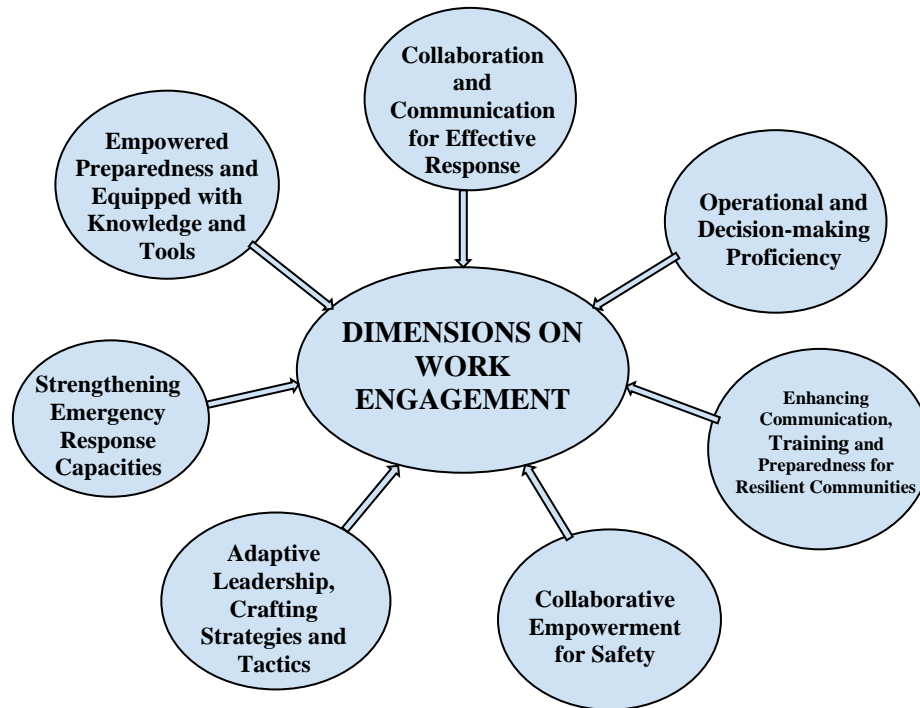 Collaboration
and
Communication
for Effective
Response
Empowered
Preparedness and
Equipped with
Knowledge and
Tools
Operational and
Decision-making
Proficiency
DIMENSIONS ON
WORK
ENGAGEMENT
Strengthening
Emergency
Response
Capacities
Enhancing
Communication,
Training and
Preparedness for
Resilient Communities
Adaptive
Leadership,
Crafting
Strategies and
Tactics
Collaborative
Empowerment
for Safety